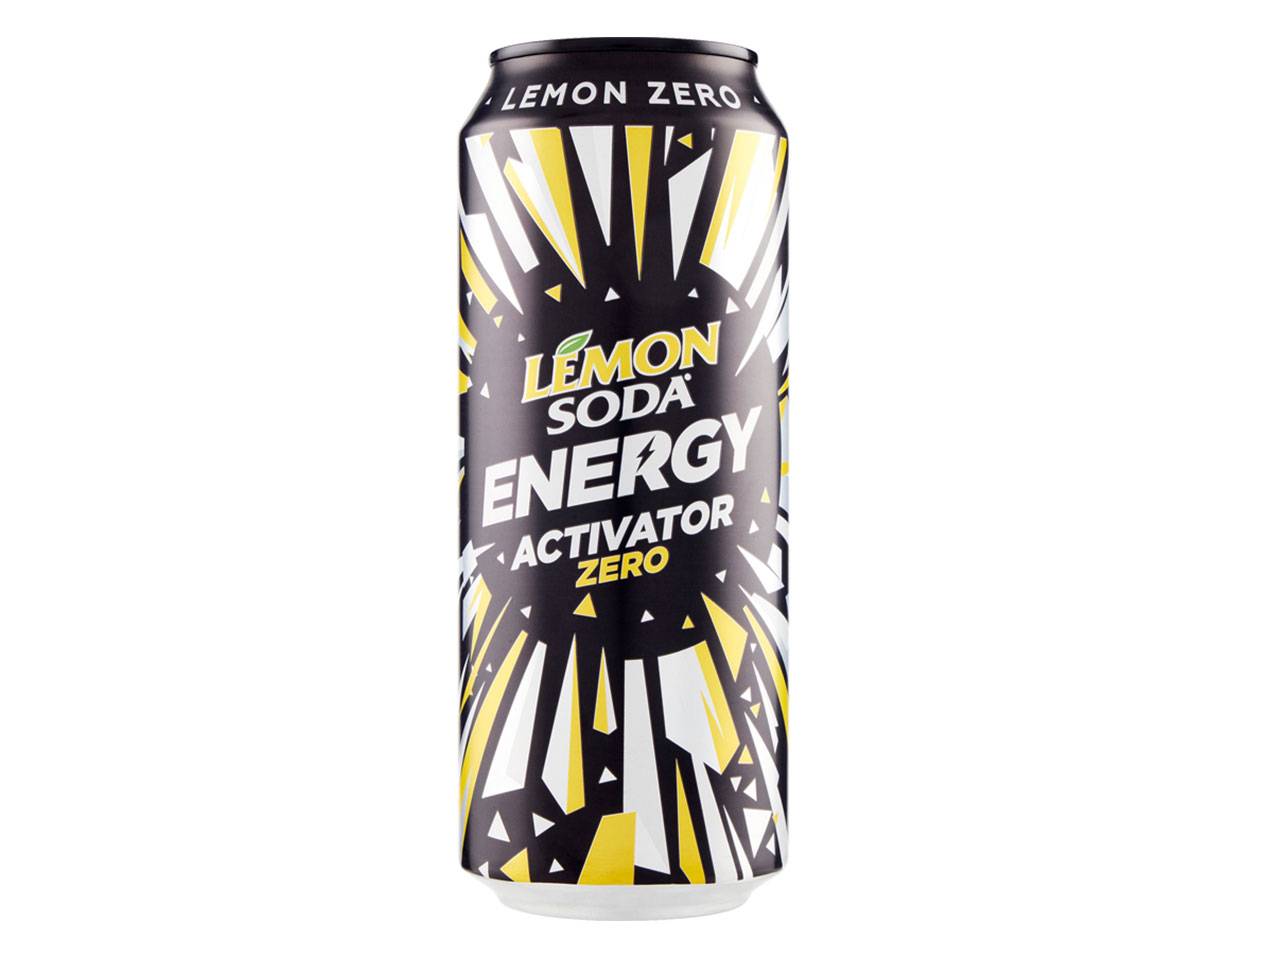 LEMON ZERO
LEMON
SODA®
ENERGY
ACTIVATOR
ZERO